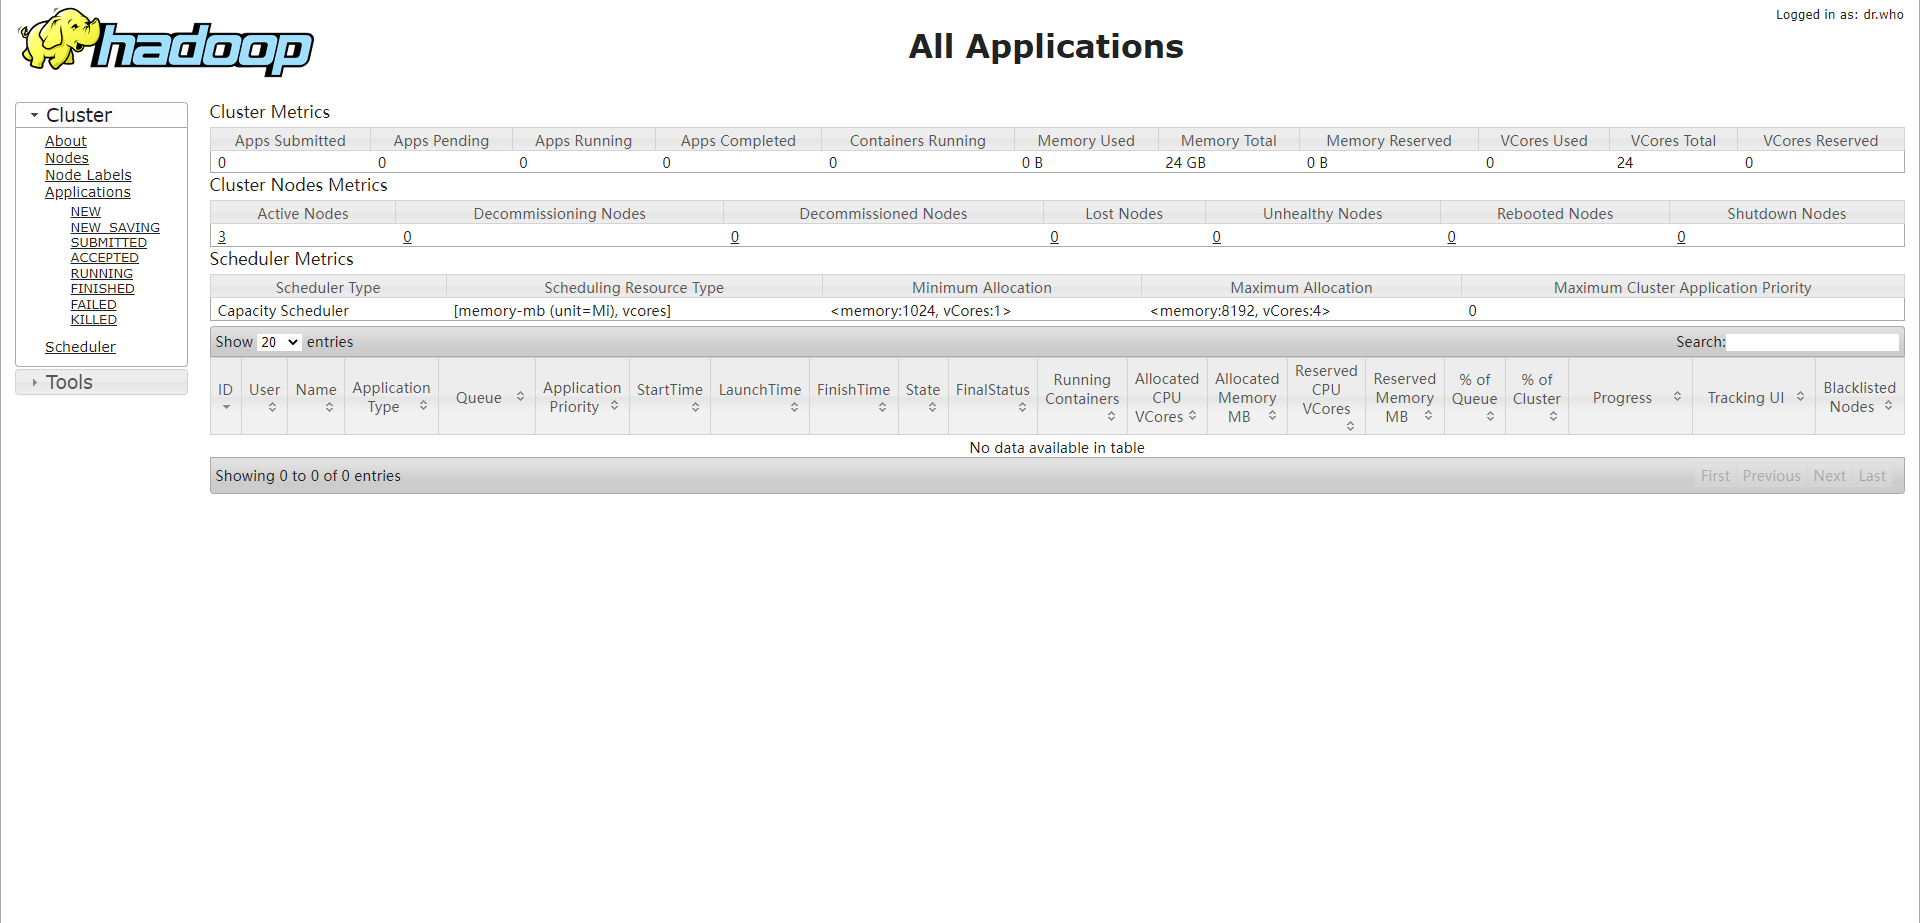 hadoop
Logged in as: dr.who
All Applications
Cluster
About
Nodes
Node Labels
Applications
NEW
NEW_SAVING
SUBMITTED
ACCEPTED
RUNNING
FINISHED
FAILED
KILLED
Scheduler
Tools
Cluster Metrics
Apps Submitted Apps Pending Apps Running Apps Completed Containers Running Memory Used Memory Total Memory Reserved VCores Used VCores Total VCores Reserved
0 0 0 0 0 0 B 24 GB 0 B 0 24 0
Cluster Nodes Metrics
Active Nodes Decommissioning Nodes Decommissioned Nodes Lost Nodes Unhealthy Nodes Rebooted Nodes Shutdown Nodes
3 0 0 0 0 0 0
Scheduler Metrics
Scheduler Type Scheduling Resource Type Minimum Allocation Maximum Allocation Maximum Cluster Application Priority
Capacity Scheduler [memory-mb (unit=Mi), vcores] <memory:1024, vCores:1> <memory:8192, vCores:4> 0
Show 20 entries Search:
ID User Name Application Type Queue Application Priority StartTime LaunchTime FinishTime State FinalStatus Running Containers Allocated CPU VCores Allocated Memory MB Reserved CPU VCores Reserved Memory MB % of Queue % of Cluster Progress Tracking UI Blacklisted Nodes
No data available in table
Showing 0 to 0 of 0 entries First Previous Next Last